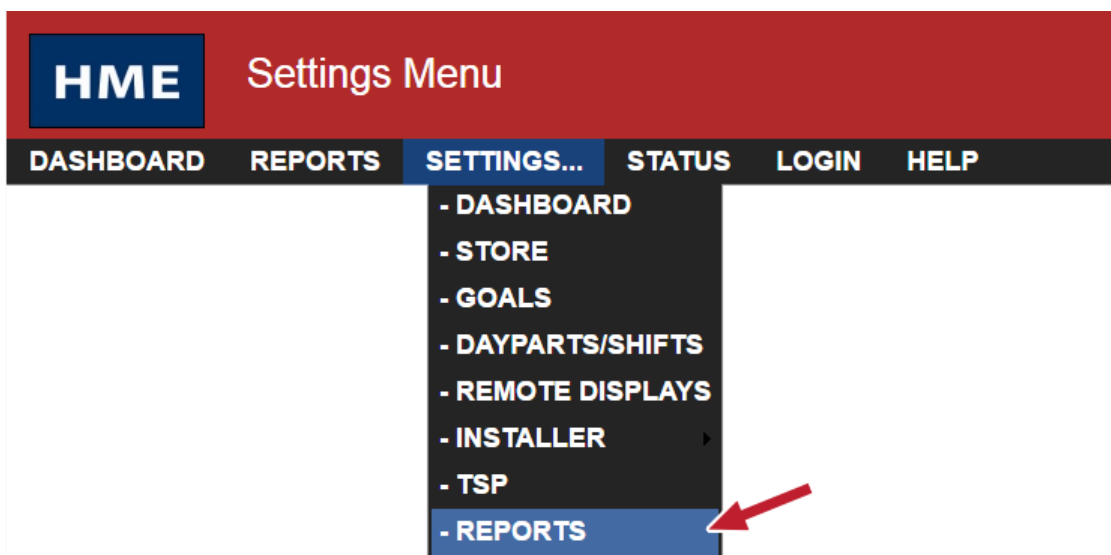 HME Settings Menu
DASHBOARD REPORTS SETTINGS... STATUS LOGIN HELP
- DASHBOARD
- STORE
- GOALS
- DAYPARTS/SHIFTS
- REMOTE DISPLAYS
- INSTALLER
- TSP
- REPORTS